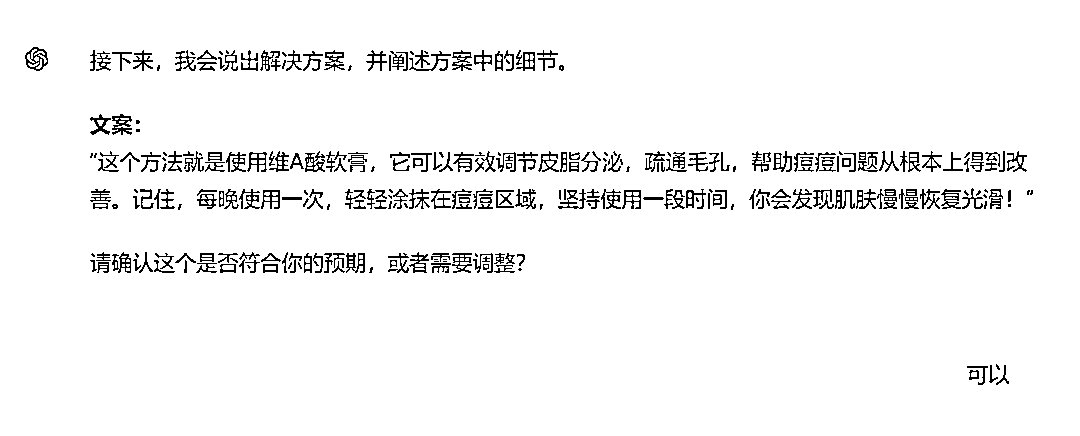 接下来，我会说出解决方案，并阐述方案中的细节。
文案：
“这个方法就是使用维A酸软膏，它可以有效调节皮脂分泌，疏通毛孔，帮助痘痘问题从根本上得到改
善。记住，每晚使用一次，轻轻涂抹在痘痘区域，坚持使用一段时间，你会发现肌肤慢慢恢复光滑！”
请确认这个是否符合你的预期，或者需要调整？
可以